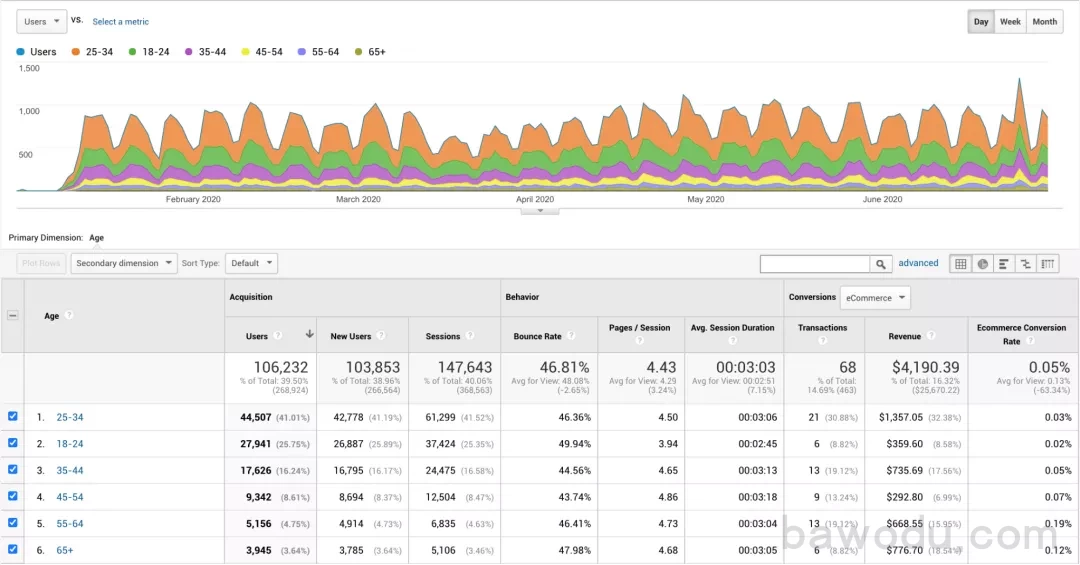 Users VS. Select a metric Day Week Month
Users 25-34 18-24 35-44 45-54 55-64 65+
1,500
1,000
500
February 2020 March 2020 April 2020 May 2020 June 2020
Primary Dimension: Age
Plot Rows Secondary dimension Sort Type: Default advanced
Age ? Acquisition Behavior Conversions eCommerce
Users ? New Users ? Sessions ? Bounce Rate ? Pages / Session ? Avg. Session Duration ? Transactions ? Revenue ? Ecommerce Conversion Rate ?
106,232 103,853 147,643 46.81% 4.43 00:03:03 68 $4,190.39 0.05%
% of Total: 39.50% (268,924) % of Total: 38.96% (266,564) % of Total: 40.06% (368,563) Avg for View: 48.08% (-2.65%) Avg for View: 4.29 (3.24%) Avg for View: 00:02:51 (7.15%) % of Total: 14.69% (463) % of Total: 16.32% ($25,670.22) Avg for View: 0.13% (-63.34%)
1. 25-34 44,507 (41.01%) 42,778 (41.19%) 61,299 (41.52%) 46.36% 4.50 00:03:06 21 (30.88%) $1,357.05 (32.38%) 0.03%
2. 18-24 27,941 (25.75%) 26,887 (25.89%) 37,424 (25.35%) 49.94% 3.94 00:02:45 6 (8.82%) $359.60 (8.58%) 0.02%
3. 35-44 17,626 (16.24%) 16,795 (16.17%) 24,475 (16.58%) 44.56% 4.65 00:03:13 13 (19.12%) $735.69 (17.56%) 0.05%
4. 45-54 9,342 (8.61%) 8,694 (8.37%) 12,504 (8.47%) 43.74% 4.86 00:03:18 9 (13.24%) $292.80 (6.99%) 0.07%
5. 55-64 5,156 (4.75%) 4,914 (4.73%) 6,835 (4.63%) 46.41% 4.73 00:03:04 13 (19.12%) $668.55 (15.95%) 0.19%
6. 65+ 3,945 (3.64%) 3,785 (3.64%) 5,106 (3.46%) 47.98% 4.68 00:03:05 6 (8.82%) $776.70 (18.54%) 0.12%
bawodu.com